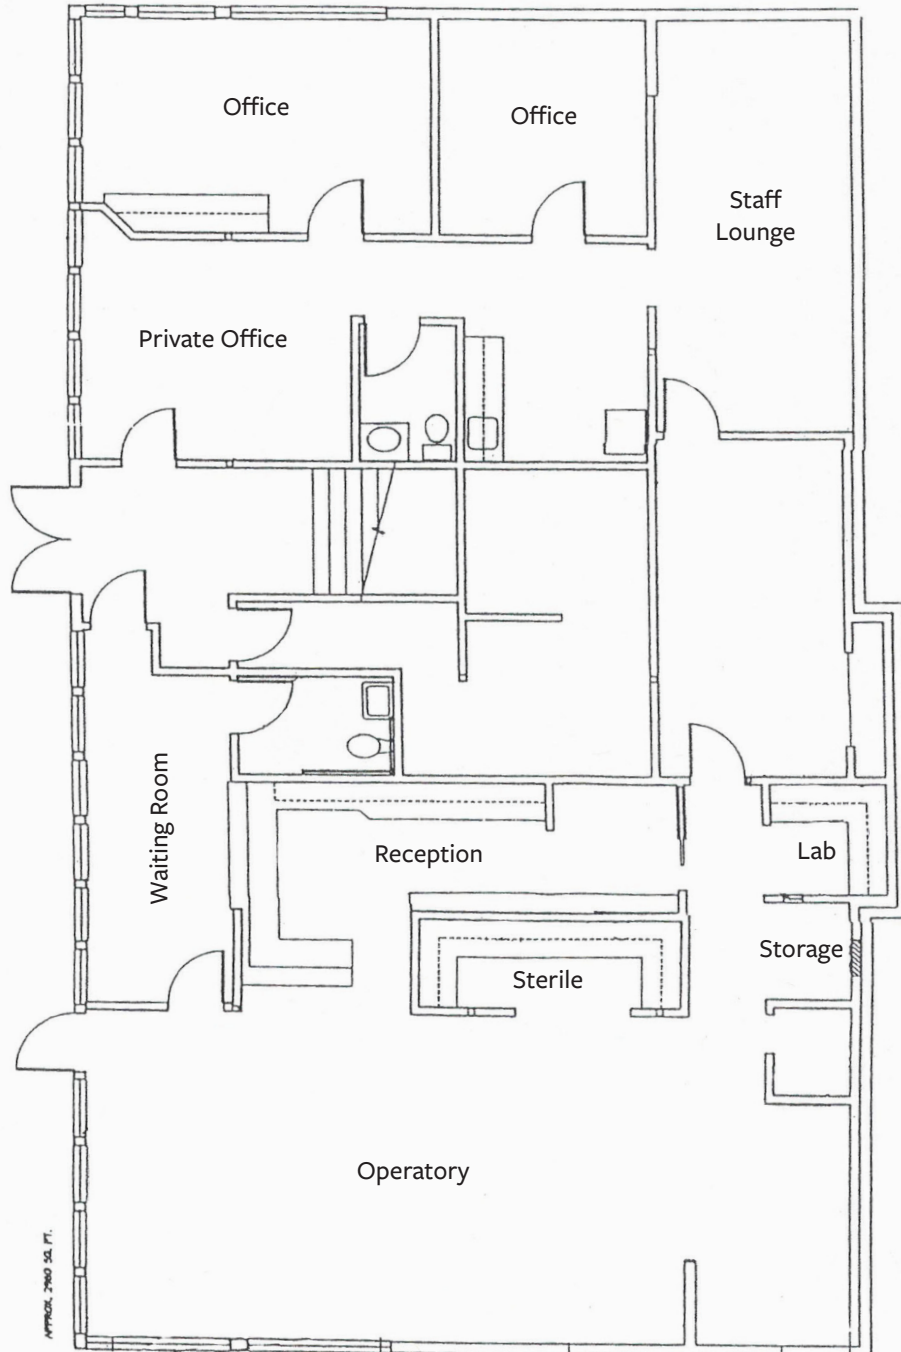 Office
Office
Staff
Lounge
Private Office
Waiting Room
Reception
Lab
Storage
Sterile
Operatory
APPROX. 2960 SQ. FT.